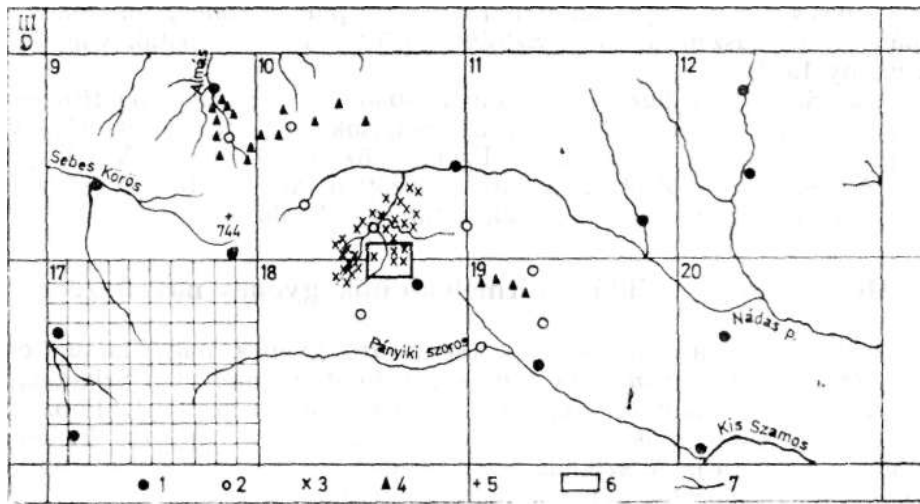 III
D
9 10 11 12
Almás
Sebes Körös
744
17 18 19 20
Nádas p.
Pányiki szoros
Kis Szamos
1 2 3 4 5 6 7